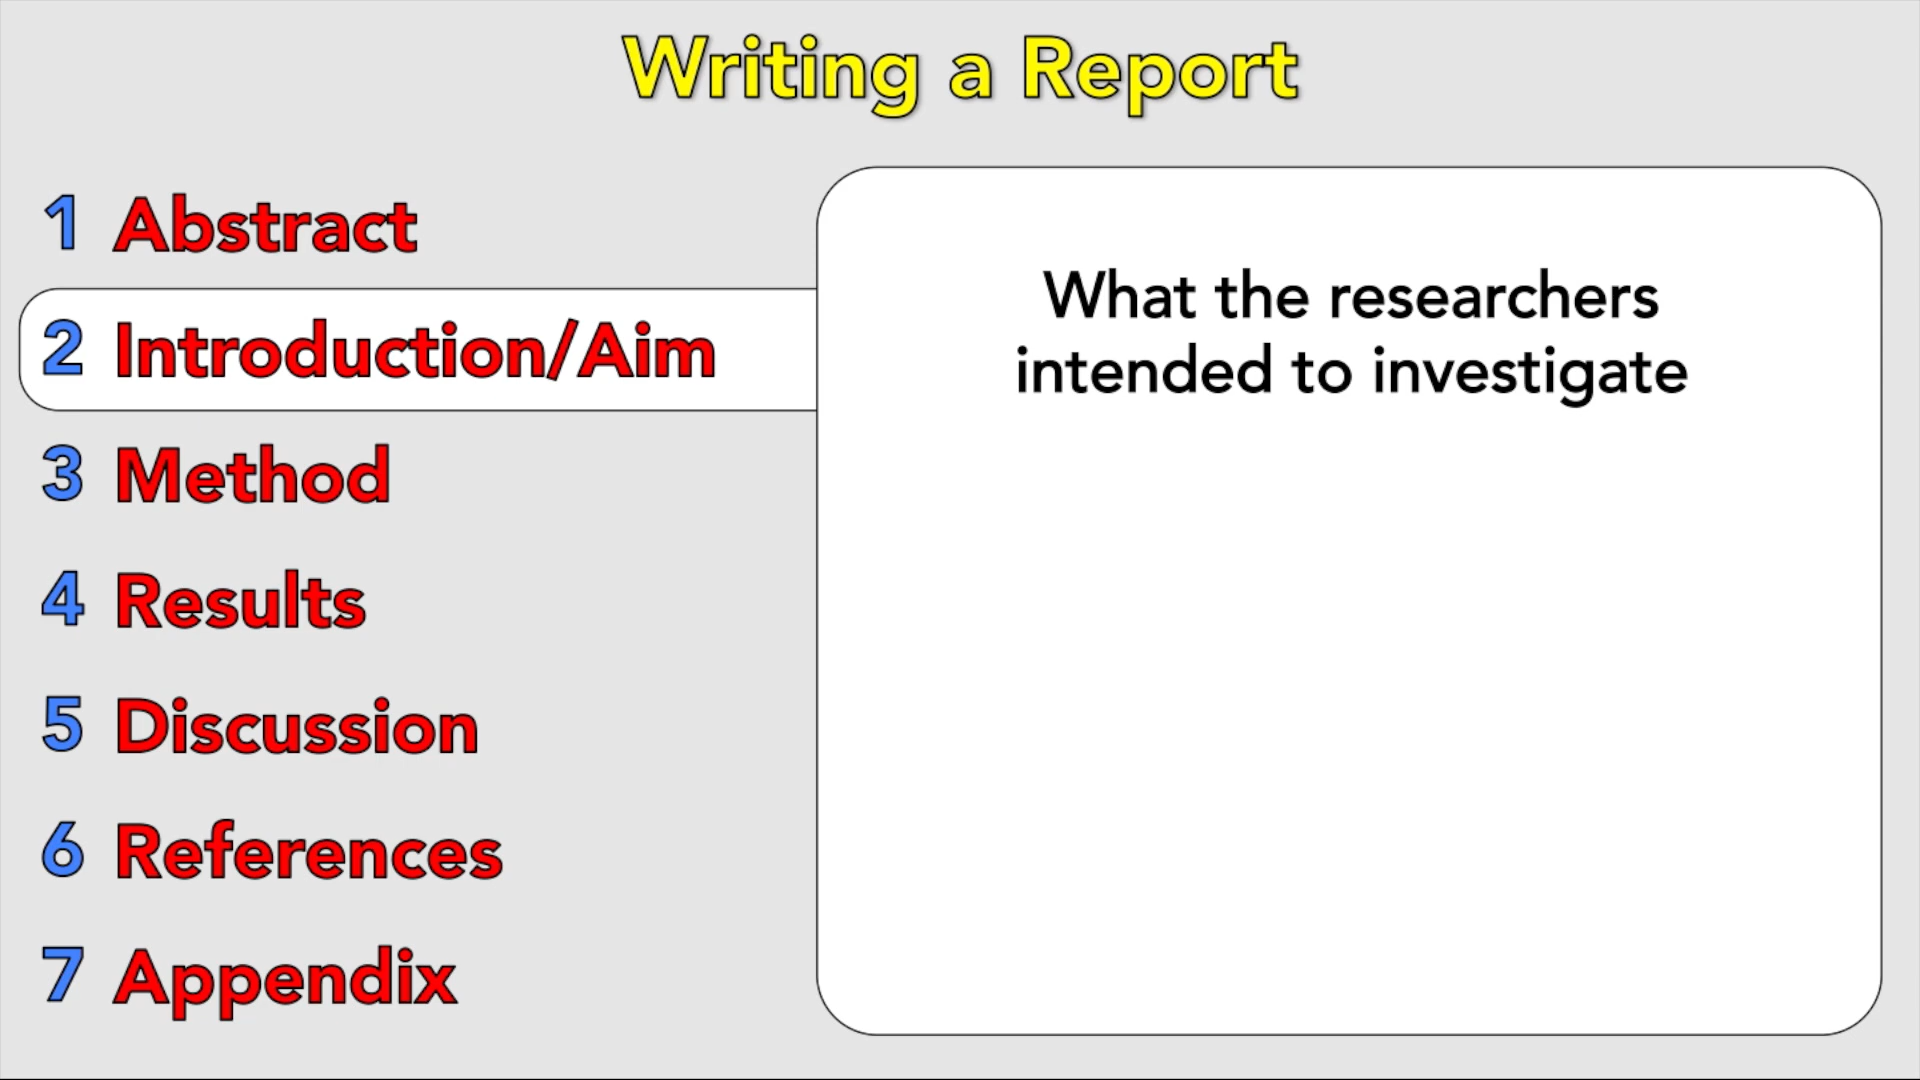 Writing a Report
1 Abstract
2 Introduction/Aim
3 Method
4 Results
5 Discussion
6 References
7 Appendix
What the researchers
intended to investigate